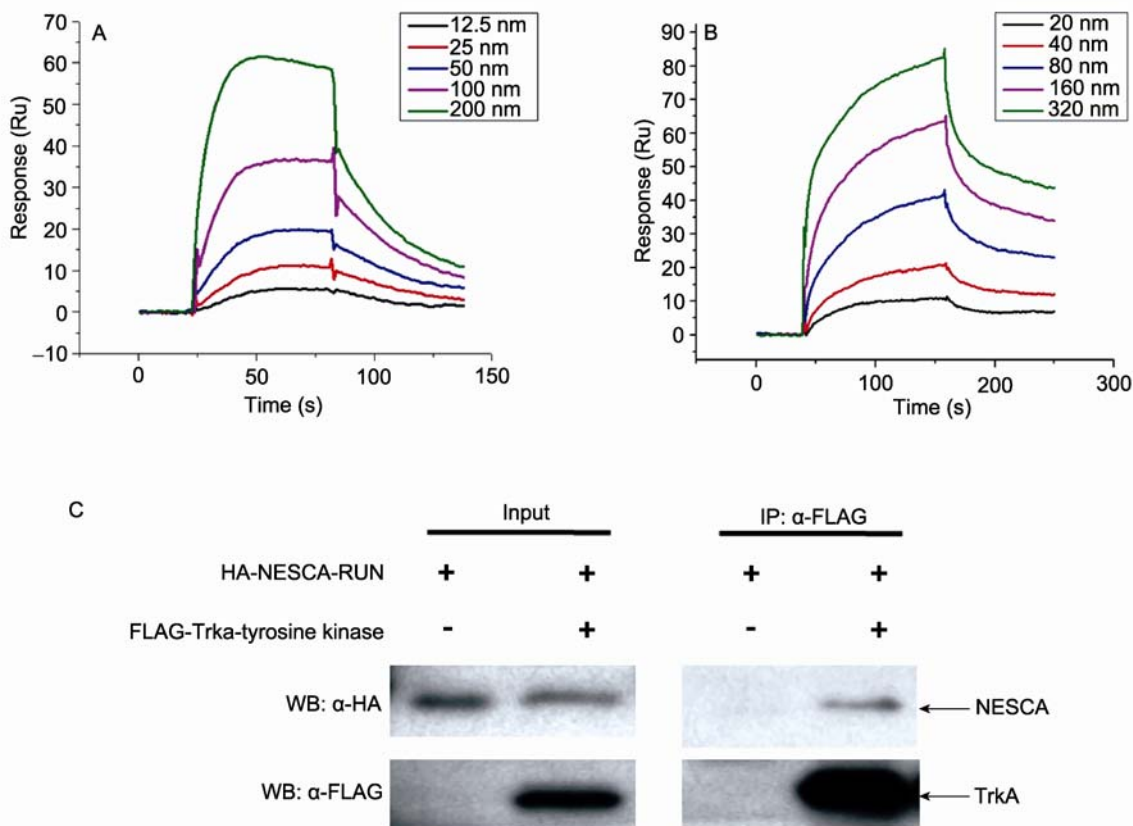 A
12.5 nm
25 nm
50 nm
100 nm
200 nm
Response (Ru)
70
60
50
40
30
20
10
0
–10
0
50
100
150
Time (s)
B
20 nm
40 nm
80 nm
160 nm
320 nm
Response (Ru)
90
80
70
60
50
40
30
20
10
0
0
100
200
300
Time (s)
C
Input
IP: α-FLAG
HA-NESCA-RUN + + + +
FLAG-Trka-tyrosine kinase - + - +
WB: α-HA
NESCA
WB: α-FLAG
TrkA